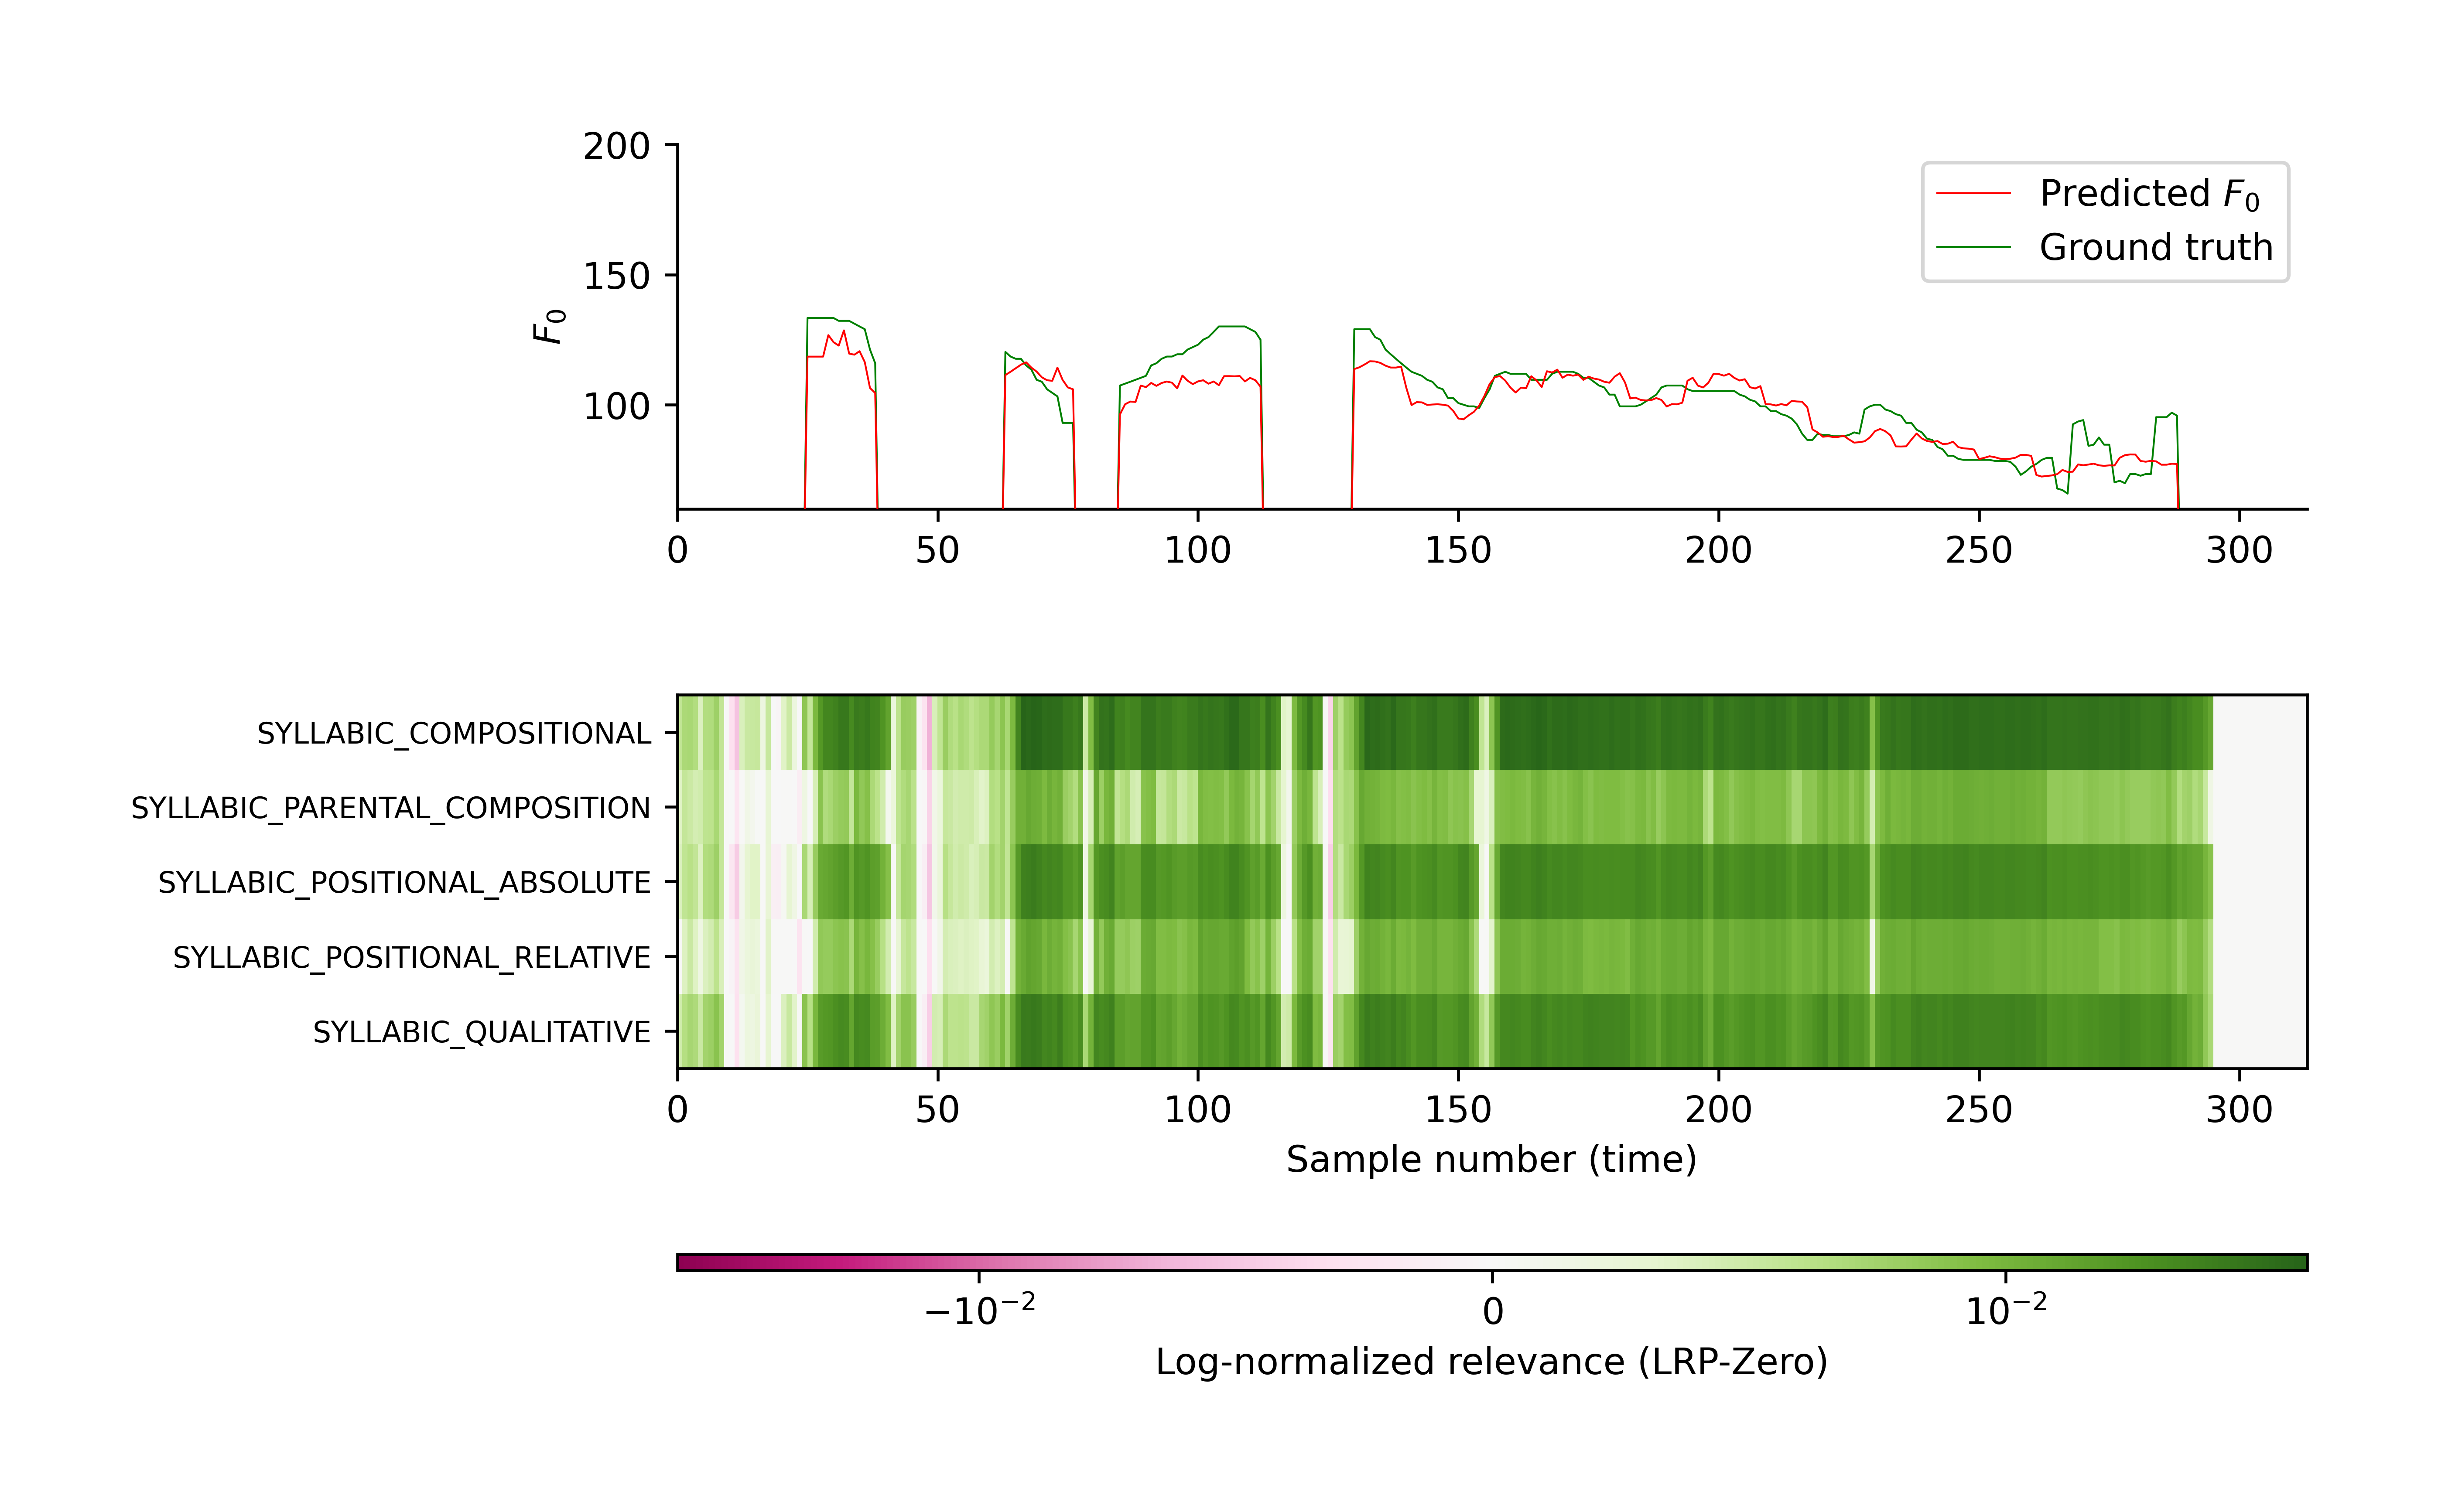 200
150
100
F₀
Predicted F₀
Ground truth
0 50 100 150 200 250 300
SYLLABIC_COMPOSITIONAL
SYLLABIC_PARENTAL_COMPOSITION
SYLLABIC_POSITIONAL_ABSOLUTE
SYLLABIC_POSITIONAL_RELATIVE
SYLLABIC_QUALITATIVE
0 50 100 150 200 250 300
Sample number (time)
−10⁻² 0 10⁻²
Log-normalized relevance (LRP-Zero)